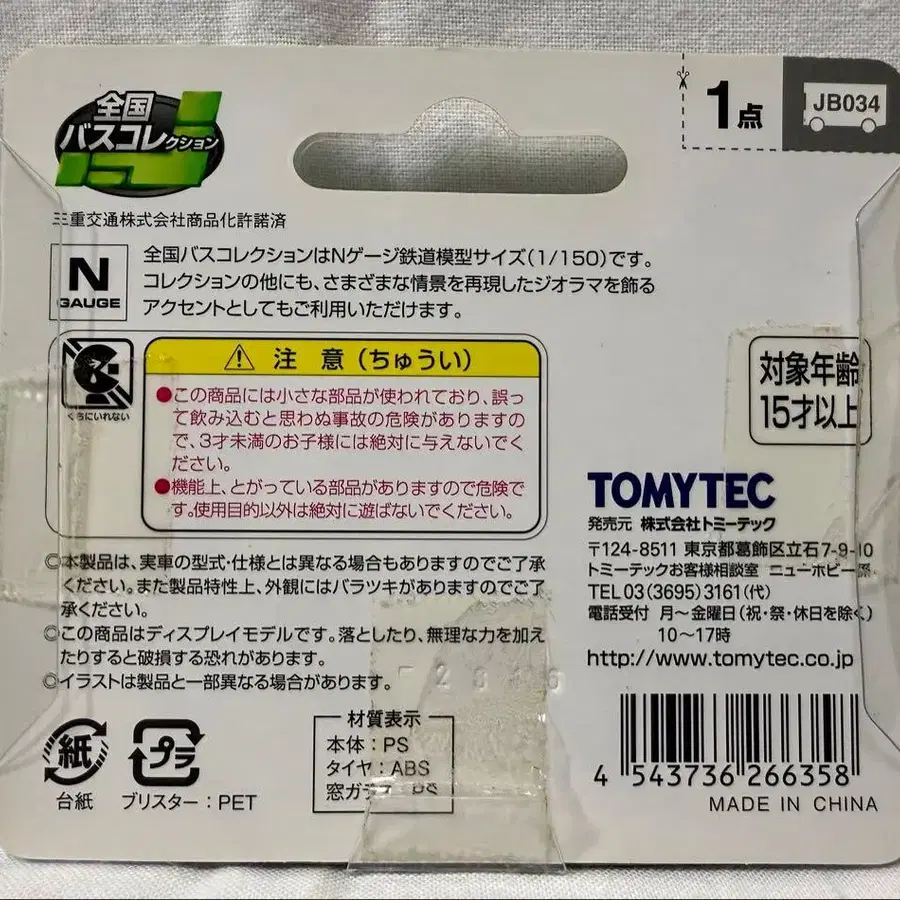 全国
バスコレクション
1点
JB034
三重交通株式会社商品化許諾済
N
GAUGE
全国バスコレクションはNゲージ鉄道模型サイズ(1/150)です。
コレクションの他にも、さまざまな情景を再現したジオラマを飾る
アクセントとしてもご利用いただけます。
くちにいれない
⚠ 注 意 (ちゅうい)
●この商品には小さな部品が使われており、誤っ
て飲み込むと思わぬ事故の危険がありますの
で、3才未満のお子様には絶対に与えないでく
ださい。
●機能上、とがっている部品がありますので危険で
す。使用目的以外は絶対に遊ばないでください。
対象年齢
15才以上
◎本製品は、実車の型式・仕様とは異なる場合もありますのでご了承
ください。また製品特性上、外観にはバラツキがありますのでご了
承ください。
◎この商品はディスプレイモデルです。落としたり、無理な力を加え
たりすると破損する恐れがあります。
◎イラストは製品と一部異なる場合があります。
TOMYTEC
発売元 株式会社トミーテック
〒124-8511 東京都葛飾区立石7-9-10
トミーテックお客様相談室 ニューホビー係
TEL 03(3695)3161(代)
電話受付 月〜金曜日(祝・祭・休日を除く)
10〜17時
http://www.tomytec.co.jp
紙
台紙
プラ
ブリスター:PET
材質表示
本体:PS
タイヤ:ABS
窓ガラス:PS
4 543736 266358
MADE IN CHINA